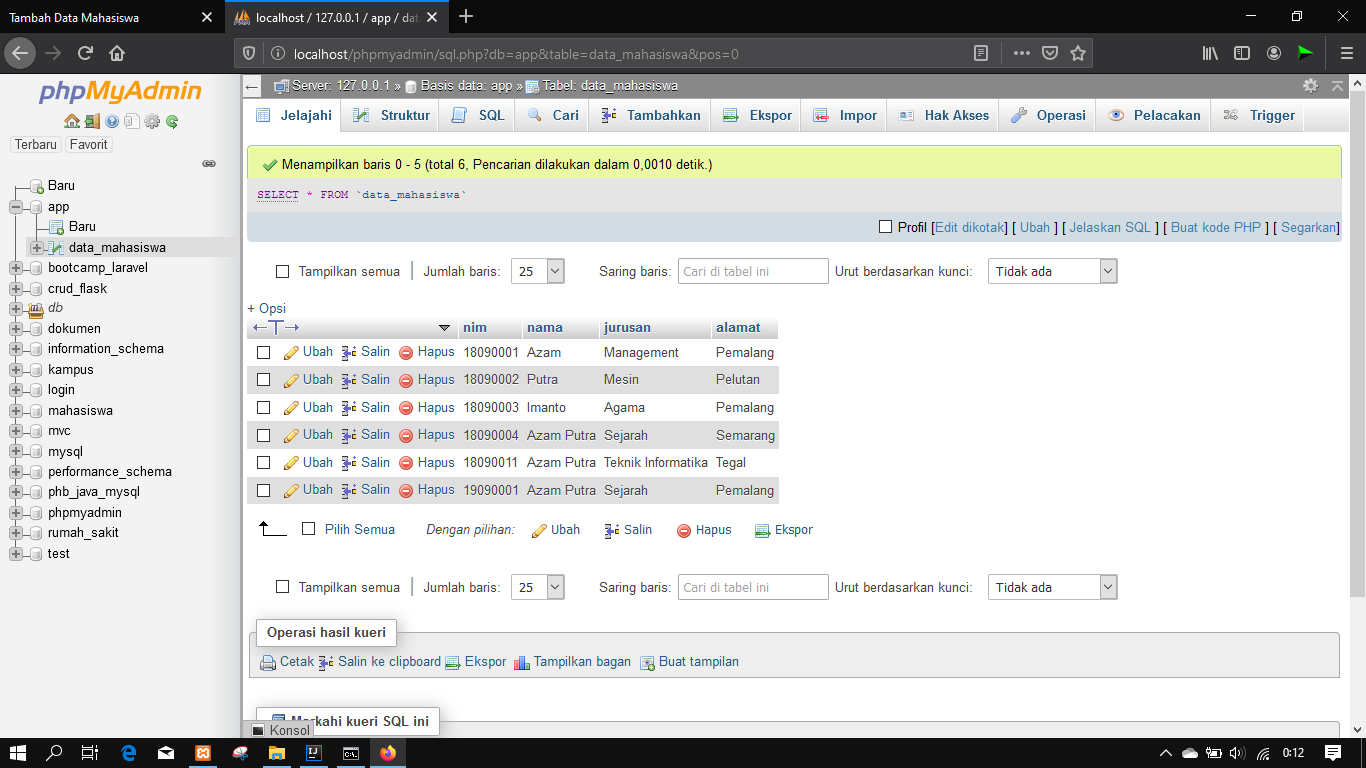 Tambah Data Mahasiswa
localhost / 127.0.0.1 / app / data
localhost/phpmyadmin/sql.php?db=app&table=data_mahasiswa&pos=0
phpMyAdmin
Terbaru Favorit
Baru
app
Baru
data_mahasiswa
bootcamp_laravel
crud_flask
db
dokumen
information_schema
kampus
login
mahasiswa
mvc
mysql
performance_schema
phb_java_mysql
phpmyadmin
rumah_sakit
test
Server: 127.0.0.1 » Basis data: app » Tabel: data_mahasiswa
Jelajahi Struktur SQL Cari Tambahkan Ekspor Impor Hak Akses Operasi Pelacakan Trigger
Menampilkan baris 0 - 5 (total 6, Pencarian dilakukan dalam 0,0010 detik.)
SELECT * FROM `data_mahasiswa`
Profil [Edit dikotak] [ Ubah ] [ Jelaskan SQL ] [ Buat kode PHP ] [ Segarkan]
Tampilkan semua | Jumlah baris: 25 Saring baris: Cari di tabel ini Urut berdasarkan kunci: Tidak ada
+ Opsi
←T→ nim nama jurusan alamat
Ubah Salin Hapus 18090001 Azam Management Pemalang
Ubah Salin Hapus 18090002 Putra Mesin Pelutan
Ubah Salin Hapus 18090003 Imanto Agama Pemalang
Ubah Salin Hapus 18090004 Azam Putra Sejarah Semarang
Ubah Salin Hapus 18090011 Azam Putra Teknik Informatika Tegal
Ubah Salin Hapus 19090001 Azam Putra Sejarah Pemalang
Pilih Semua Dengan pilihan: Ubah Salin Hapus Ekspor
Tampilkan semua | Jumlah baris: 25 Saring baris: Cari di tabel ini Urut berdasarkan kunci: Tidak ada
Operasi hasil kueri
Cetak Salin ke clipboard Ekspor Tampilkan bagan Buat tampilan
Markahi kueri SQL ini
Konsol
0:12